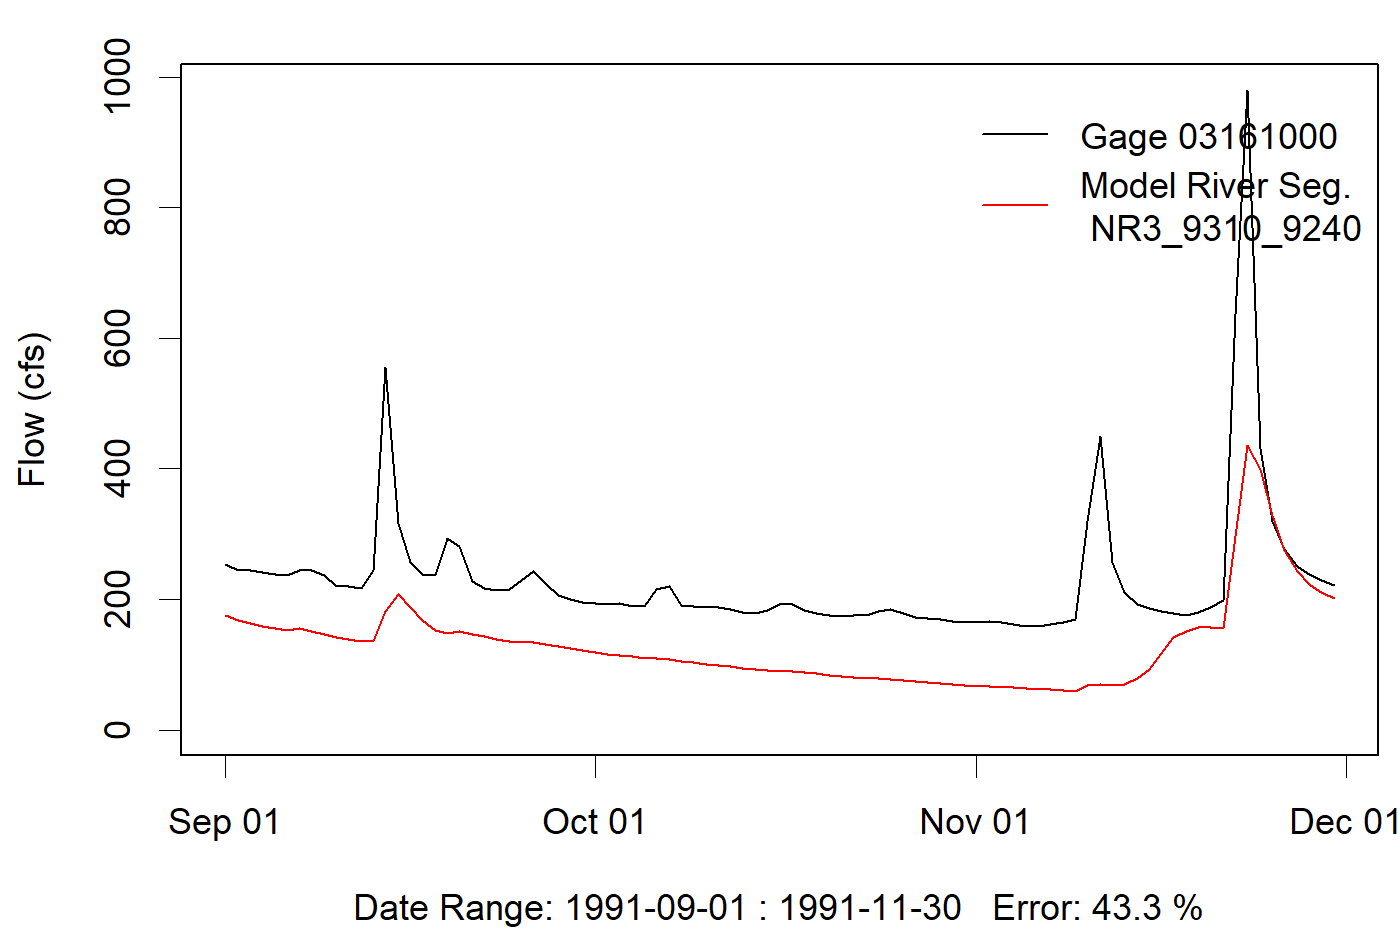 1000
800
600
400
200
0
Flow (cfs)
Gage 03161000
Model River Seg.
NR3_9310_9240
Sep 01
Oct 01
Nov 01
Dec 01
Date Range: 1991-09-01 : 1991-11-30 Error: 43.3 %